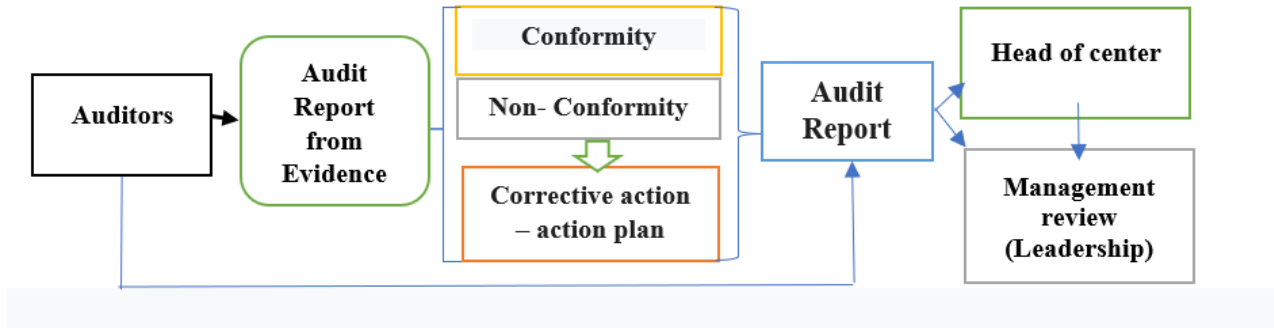 Auditors
Audit
Report
from
Evidence
Conformity
Non- Conformity
Corrective action
– action plan
Audit
Report
Head of center
Management
review
(Leadership)